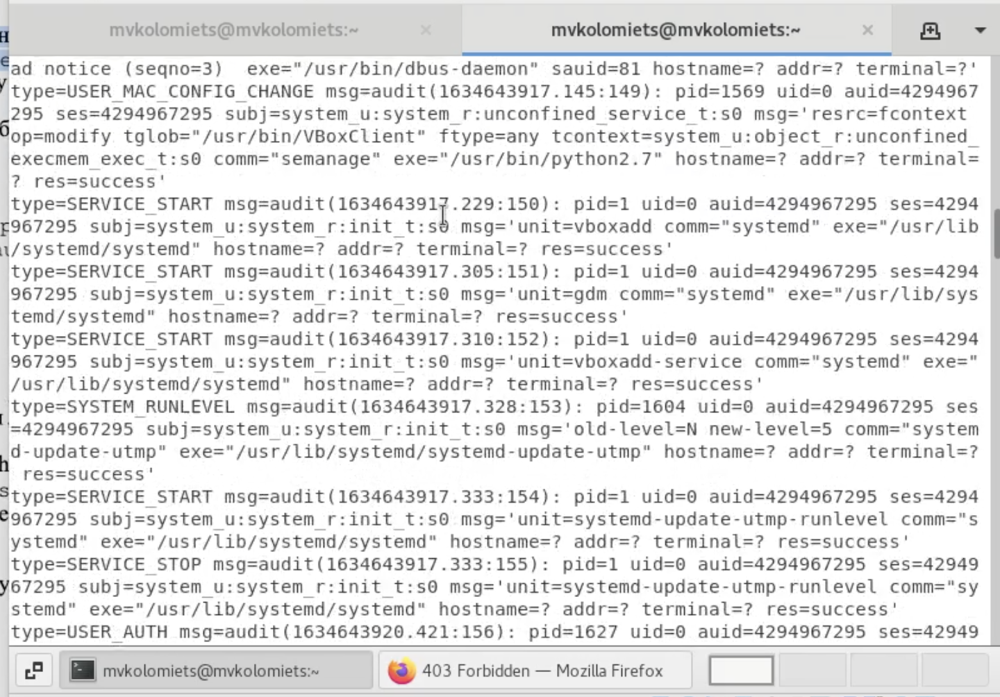 mvkolomiets@mvkolomiets:~ × mvkolomiets@mvkolomiets:~ ×
ad notice (seqno=3)  exe="/usr/bin/dbus-daemon" sauid=81 hostname=? addr=? terminal=?'
type=USER_MAC_CONFIG_CHANGE msg=audit(1634643917.145:149): pid=1569 uid=0 auid=4294967
295 ses=4294967295 subj=system_u:system_r:unconfined_service_t:s0 msg='resrc=fcontext
op=modify tglob="/usr/bin/VBoxClient" ftype=any tcontext=system_u:object_r:unconfined_
execmem_exec_t:s0 comm="semanage" exe="/usr/bin/python2.7" hostname=? addr=? terminal=
? res=success'
type=SERVICE_START msg=audit(1634643917.229:150): pid=1 uid=0 auid=4294967295 ses=4294
967295 subj=system_u:system_r:init_t:s0 msg='unit=vboxadd comm="systemd" exe="/usr/lib
/systemd/systemd" hostname=? addr=? terminal=? res=success'
type=SERVICE_START msg=audit(1634643917.305:151): pid=1 uid=0 auid=4294967295 ses=4294
967295 subj=system_u:system_r:init_t:s0 msg='unit=gdm comm="systemd" exe="/usr/lib/sys
temd/systemd" hostname=? addr=? terminal=? res=success'
type=SERVICE_START msg=audit(1634643917.310:152): pid=1 uid=0 auid=4294967295 ses=4294
967295 subj=system_u:system_r:init_t:s0 msg='unit=vboxadd-service comm="systemd" exe="
/usr/lib/systemd/systemd" hostname=? addr=? terminal=? res=success'
type=SYSTEM_RUNLEVEL msg=audit(1634643917.328:153): pid=1604 uid=0 auid=4294967295 ses
=4294967295 subj=system_u:system_r:init_t:s0 msg='old-level=N new-level=5 comm="system
d-update-utmp" exe="/usr/lib/systemd/systemd-update-utmp" hostname=? addr=? terminal=?
 res=success'
type=SERVICE_START msg=audit(1634643917.333:154): pid=1 uid=0 auid=4294967295 ses=4294
967295 subj=system_u:system_r:init_t:s0 msg='unit=systemd-update-utmp-runlevel comm="s
ystemd" exe="/usr/lib/systemd/systemd" hostname=? addr=? terminal=? res=success'
type=SERVICE_STOP msg=audit(1634643917.333:155): pid=1 uid=0 auid=4294967295 ses=42949
67295 subj=system_u:system_r:init_t:s0 msg='unit=systemd-update-utmp-runlevel comm="sy
stemd" exe="/usr/lib/systemd/systemd" hostname=? addr=? terminal=? res=success'
type=USER_AUTH msg=audit(1634643920.421:156): pid=1627 uid=0 auid=4294967295 ses=42949
mvkolomiets@mvkolomiets:~ 403 Forbidden — Mozilla Firefox